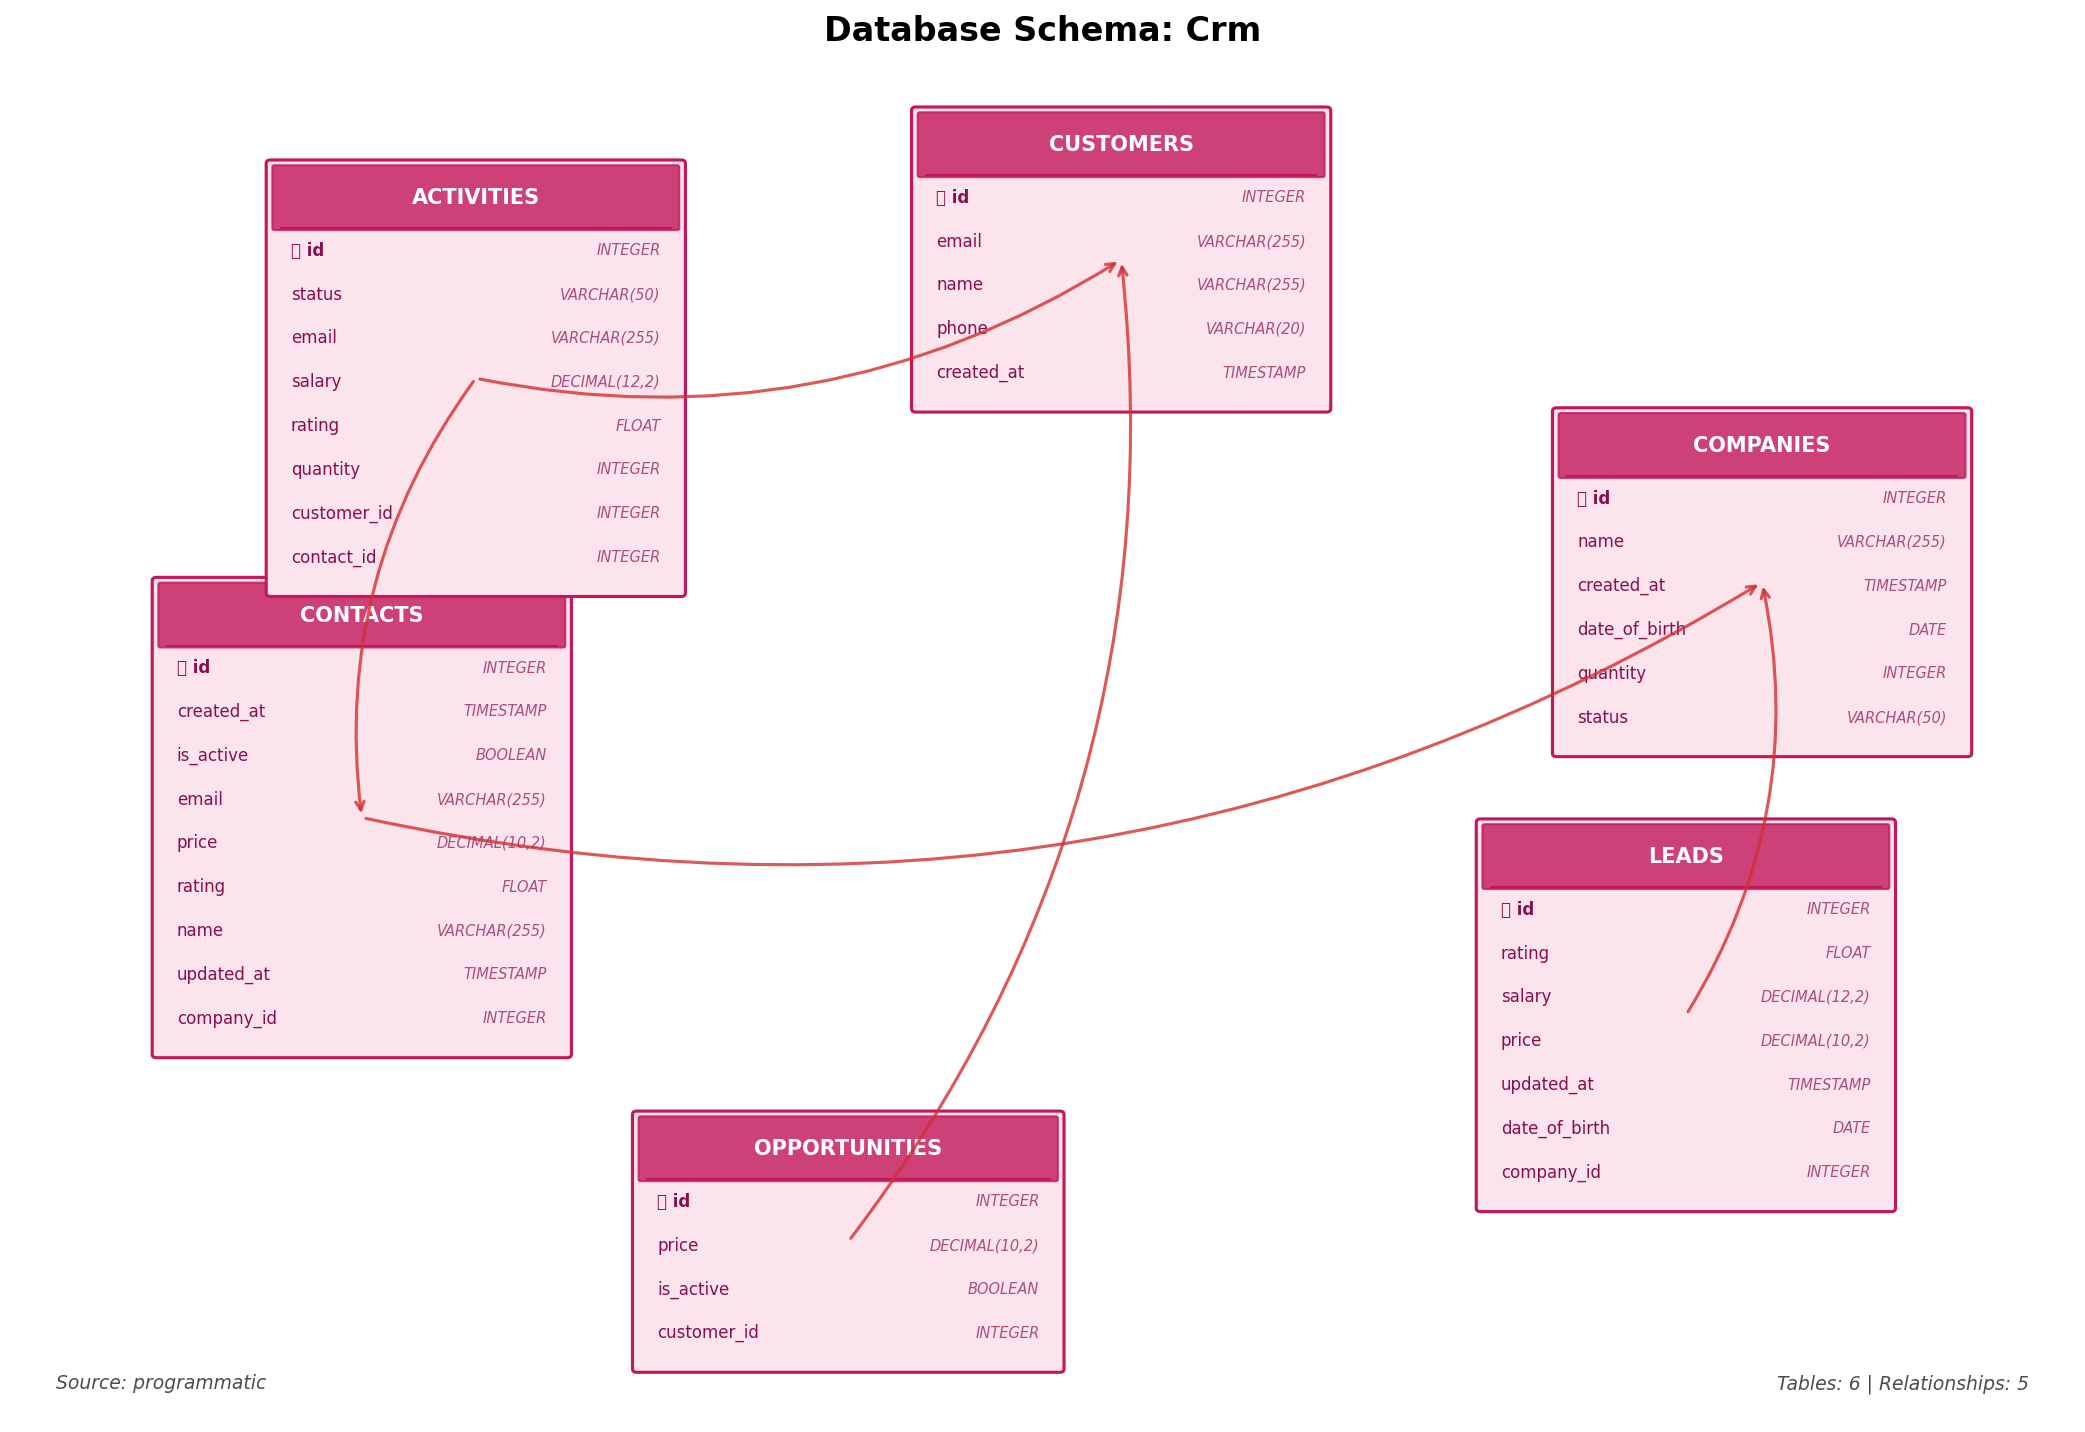 Database Schema: Crm
CUSTOMERS
id INTEGER
email VARCHAR(255)
name VARCHAR(255)
phone VARCHAR(20)
created_at TIMESTAMP
ACTIVITIES
id INTEGER
status VARCHAR(50)
email VARCHAR(255)
salary DECIMAL(12,2)
rating FLOAT
quantity INTEGER
customer_id INTEGER
contact_id INTEGER
COMPANIES
id INTEGER
name VARCHAR(255)
created_at TIMESTAMP
date_of_birth DATE
quantity INTEGER
status VARCHAR(50)
CONTACTS
id INTEGER
created_at TIMESTAMP
is_active BOOLEAN
email VARCHAR(255)
price DECIMAL(10,2)
rating FLOAT
name VARCHAR(255)
updated_at TIMESTAMP
company_id INTEGER
LEADS
id INTEGER
rating FLOAT
salary DECIMAL(12,2)
price DECIMAL(10,2)
updated_at TIMESTAMP
date_of_birth DATE
company_id INTEGER
OPPORTUNITIES
id INTEGER
price DECIMAL(10,2)
is_active BOOLEAN
customer_id INTEGER
Source: programmatic
Tables: 6 | Relationships: 5